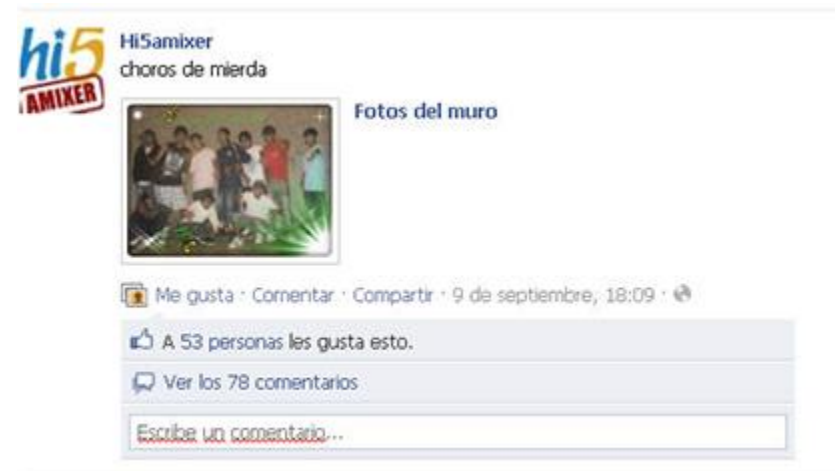 hi5
AMIXER
Hi5amixer
choros de mierda
Fotos del muro
Me gusta · Comentar · Compartir · 9 de septiembre, 18:09 ·
A 53 personas les gusta esto.
Ver los 78 comentarios
Escribe un comentario...